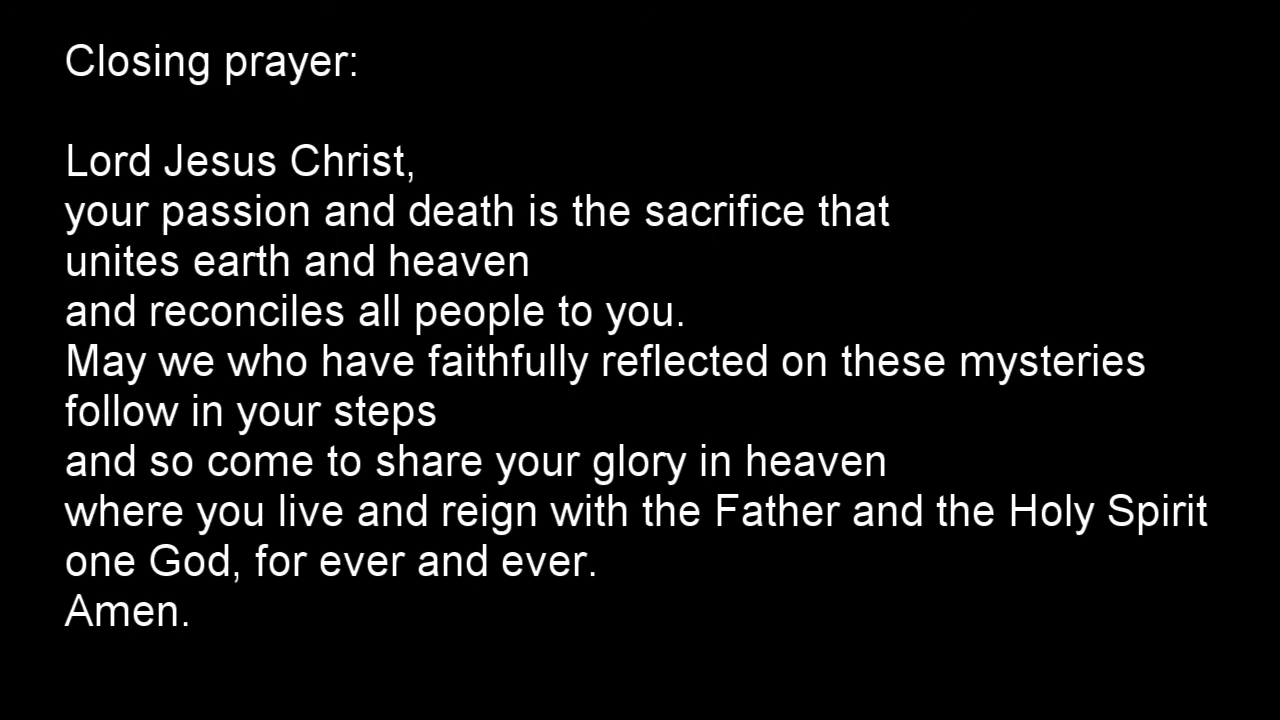 Closing prayer:
Lord Jesus Christ,
your passion and death is the sacrifice that
unites earth and heaven
and reconciles all people to you.
May we who have faithfully reflected on these mysteries
follow in your steps
and so come to share your glory in heaven
where you live and reign with the Father and the Holy Spirit
one God, for ever and ever.
Amen.